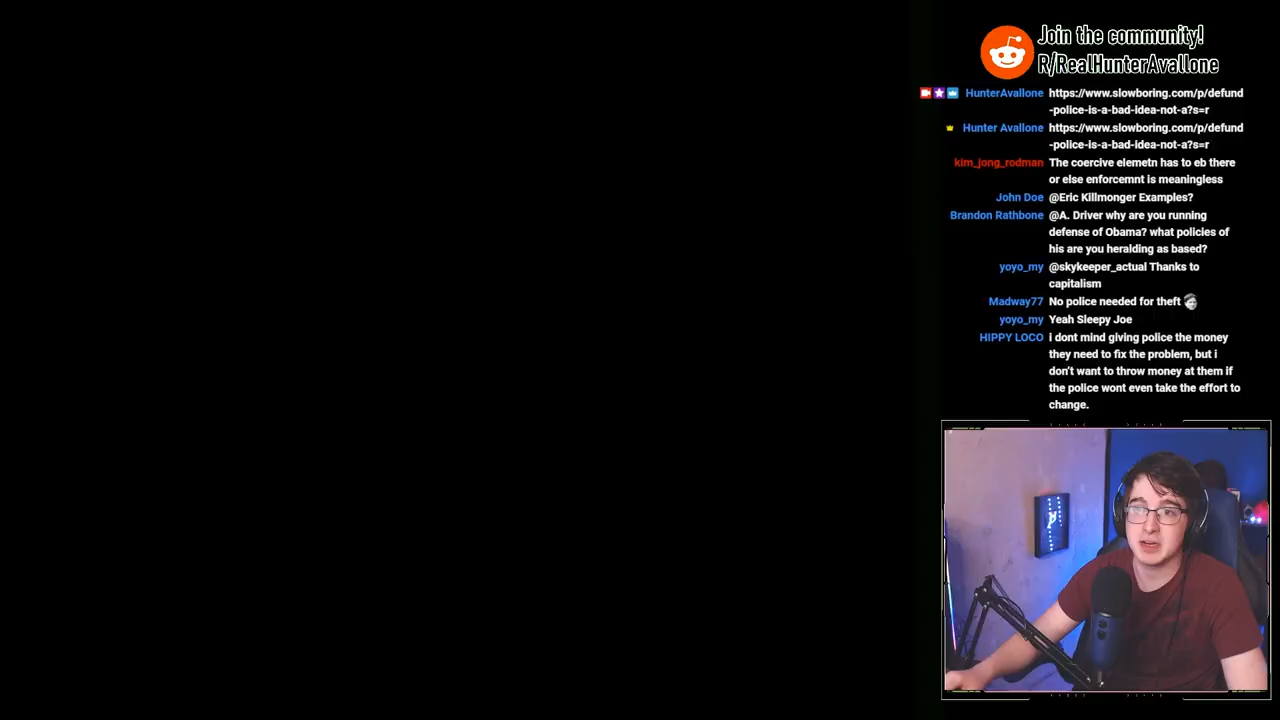 Join the community!
R/RealHunterAvallone
HunterAvallone https://www.slowboring.com/p/defund
-police-is-a-bad-idea-not-a?s=r
Hunter Avallone https://www.slowboring.com/p/defund
-police-is-a-bad-idea-not-a?s=r
kim_jong_rodman The coercive elemetn has to eb there
or else enforcemnt is meaningless
John Doe @Eric Killmonger Examples?
Brandon Rathbone @A. Driver why are you running
defense of Obama? what policies of
his are you heralding as based?
yoyo_my @skykeeper_actual Thanks to
capitalism
Madway77 No police needed for theft
yoyo_my Yeah Sleepy Joe
HIPPY LOCO i dont mind giving police the money
they need to fix the problem, but i
don't want to throw money at them if
the police wont even take the effort to
change.